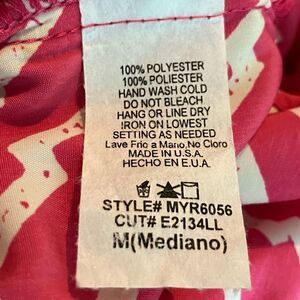 100% POLYESTER
100% POLIESTER
HAND WASH COLD
DO NOT BLEACH
HANG OR LINE DRY
IRON ON LOWEST
SETTING AS NEEDED
Lave Frio a Mano, No Cloro
MADE IN U.S.A.
HECHO EN E.U.A.
STYLE# MYR6056
CUT# E2134LL
M(Mediano)